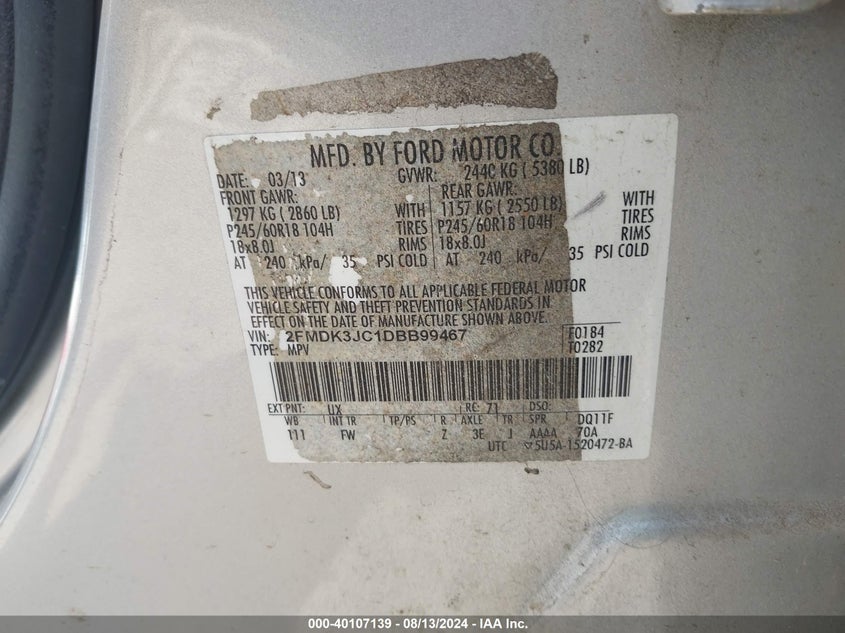 MFD. BY FORD MOTOR CO.
DATE: 03/13 GVWR: 2440 KG ( 5380 LB)
FRONT GAWR: REAR GAWR:
1297 KG ( 2860 LB) WITH 1157 KG ( 2550 LB) WITH
P245/60R18 104H TIRES P245/60R18 104H TIRES
18x8.0J RIMS 18x8.0J RIMS
AT 240 kPa/ 35 PSI COLD AT 240 kPa/ 35 PSI COLD
THIS VEHICLE CONFORMS TO ALL APPLICABLE FEDERAL MOTOR
VEHICLE SAFETY AND THEFT PREVENTION STANDARDS IN
EFFECT ON THE DATE OF MANUFACTURE SHOWN ABOVE.
VIN: 2FMDK3JC1DBB99467 F0184
TYPE: MPV T0282
EXT PNT: UX RC: 71 DSO:
WB INT TR TP/PS R AXLE TR SPR DQ11F
111 FW Z 3E J AAAA 70A
UTC 5U5A-1520472-BA
000-40107139 - 08/13/2024 - IAA Inc.